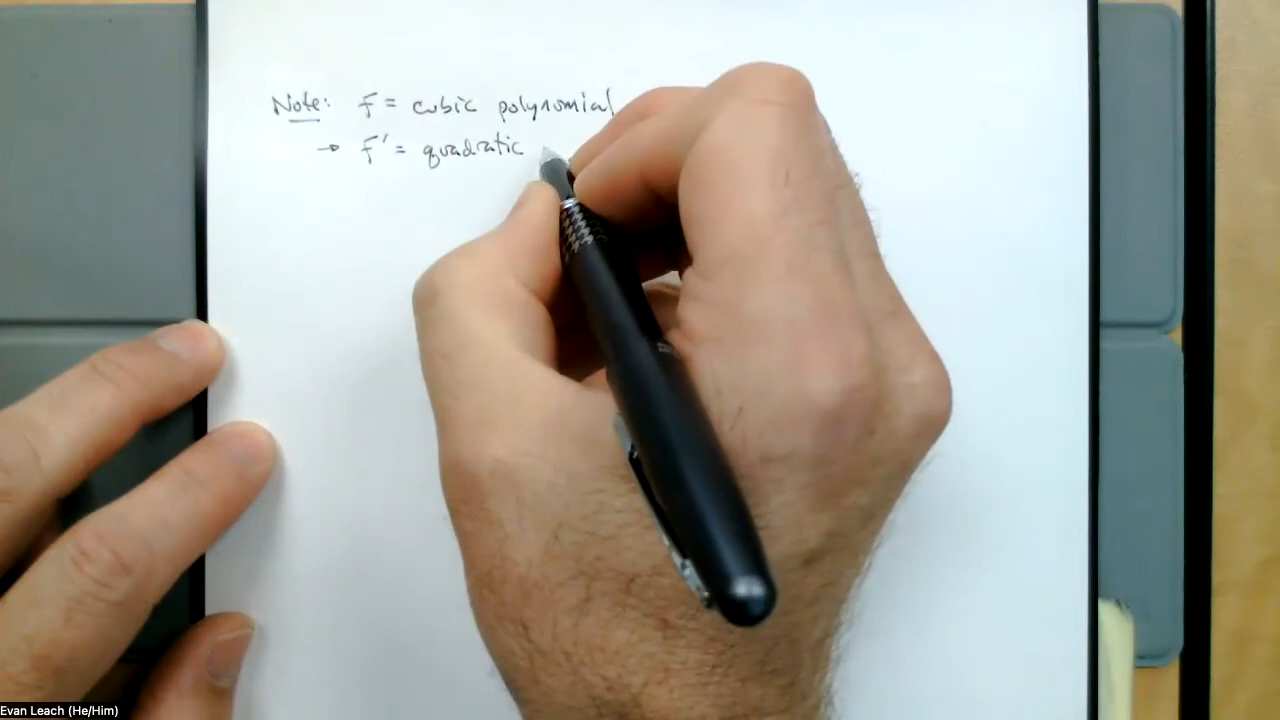 Note: f = cubic polynomial
→ f' = quadratic
Evan Leach (He/Him)